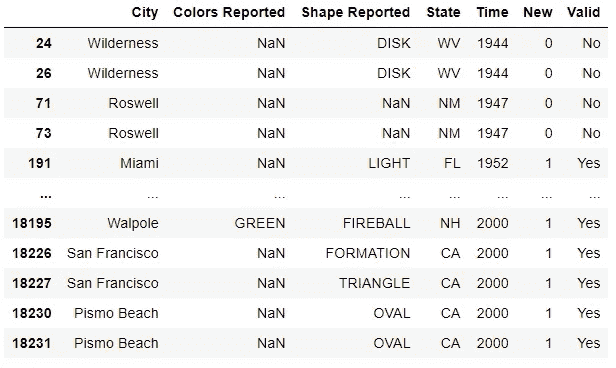 City Colors Reported Shape Reported State Time New Valid
24 Wilderness NaN DISK WV 1944 0 No
26 Wilderness NaN DISK WV 1944 0 No
71 Roswell NaN NaN NM 1947 0 No
73 Roswell NaN NaN NM 1947 0 No
191 Miami NaN LIGHT FL 1952 1 Yes
... ... ... ... ... ... ... ...
18195 Walpole GREEN FIREBALL NH 2000 1 Yes
18226 San Francisco NaN FORMATION CA 2000 1 Yes
18227 San Francisco NaN TRIANGLE CA 2000 1 Yes
18230 Pismo Beach NaN OVAL CA 2000 1 Yes
18231 Pismo Beach NaN OVAL CA 2000 1 Yes